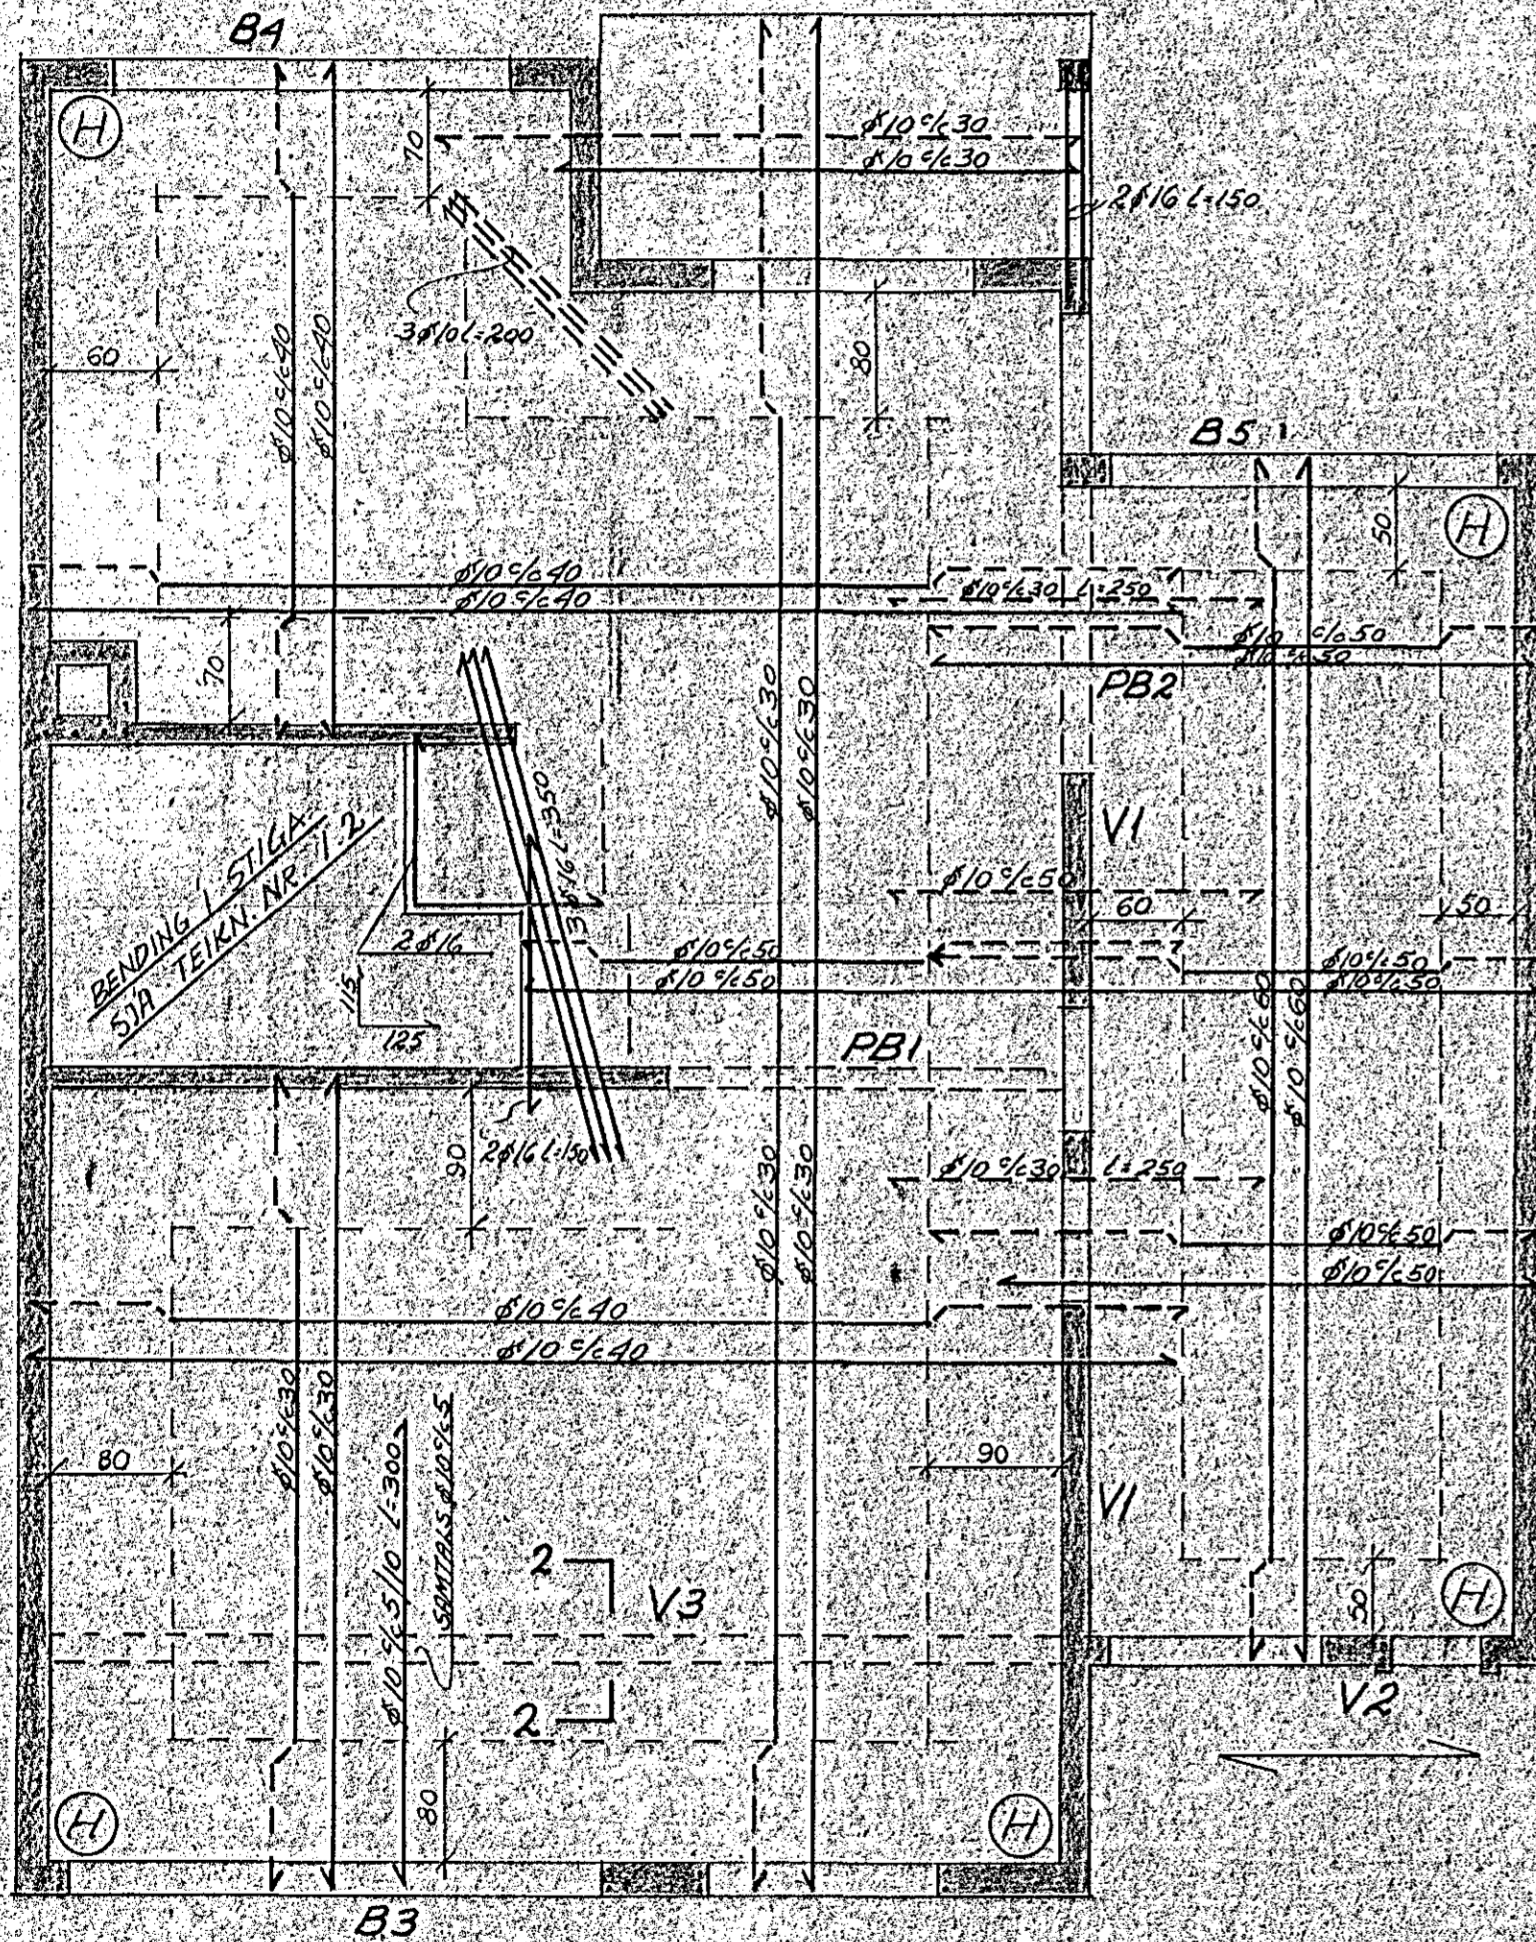 B4
H
70
ø10 c/c 30
ø10 c/c 30
2ø16 L=150
3ø10 L=200
60
80
ø10 c/c 40
ø10 c/c 40
B5
H
50
ø10 c/c 40
ø10 c/c 40
ø10 c/c 30 L=250
ø10 c/c 50
ø10 c/c 50
PB2
70
ø10 c/c 30
ø10 c/c 30
3ø16 L=350
V1
BENDING Í STIGA.
SJÁ TEIKN. NR. 1.2
ø10 c/c 50
60
50
2ø16
115
125
ø10 c/c 50
ø10 c/c 50
ø10 c/c 50
ø10 c/c 50
ø10 c/c 60
ø10 c/c 60
PB1
90
2ø16 L=150
ø10 c/c 30
ø10 c/c 30
ø10 c/c 30 L=250
ø10 c/c 50
ø10 c/c 50
ø10 c/c 40
ø10 c/c 40
80
ø10 c/c 30
ø10 c/c 30
ø10 c/c 5/10 L=300
SAMTALS ø10 c/c 5
90
V1
2
V3
2
50
H
V2
80
H
H
B3